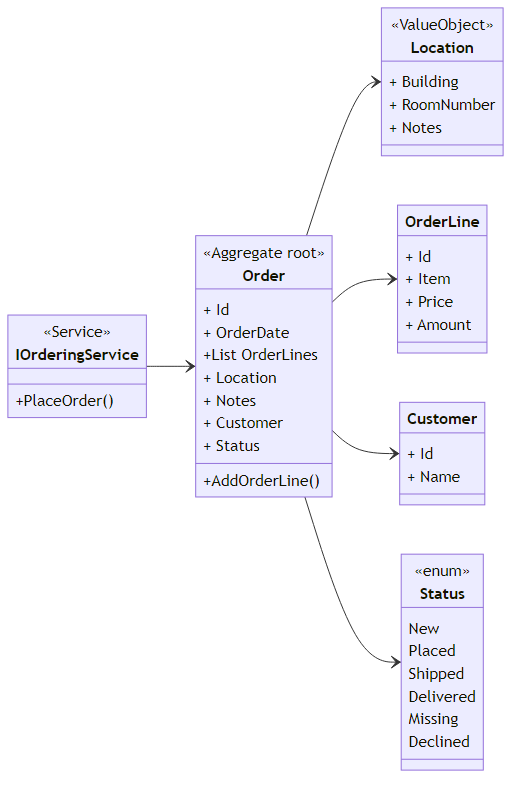 «Service»
IOrderingService
+PlaceOrder()
«Aggregate root»
Order
+ Id
+ OrderDate
+List OrderLines
+ Location
+ Notes
+ Customer
+ Status
+AddOrderLine()
«ValueObject»
Location
+ Building
+ RoomNumber
+ Notes
OrderLine
+ Id
+ Item
+ Price
+ Amount
Customer
+ Id
+ Name
«enum»
Status
New
Placed
Shipped
Delivered
Missing
Declined